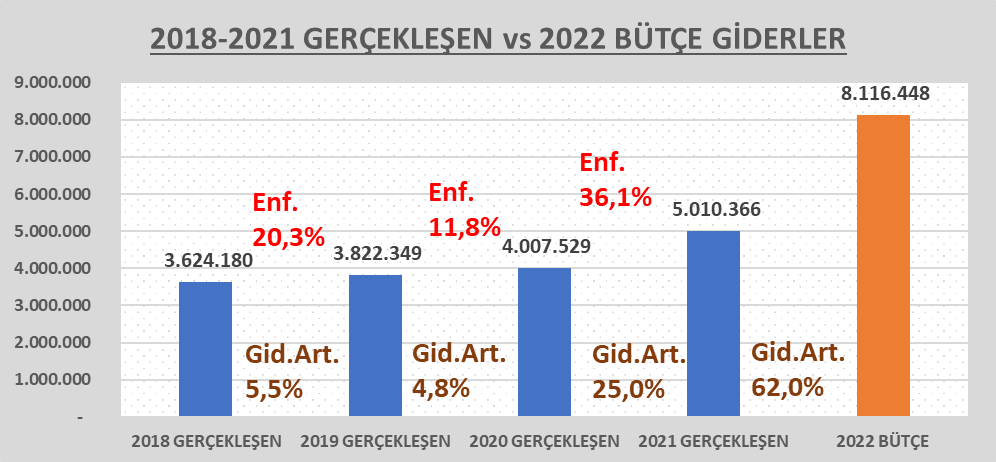 2018-2021 GERÇEKLEŞEN vs 2022 BÜTÇE GİDERLER
9.000.000
8.000.000
7.000.000
6.000.000
5.000.000
4.000.000
3.000.000
2.000.000
1.000.000
-
3.624.180
3.822.349
4.007.529
5.010.366
8.116.448
Enf.
20,3%
Enf.
11,8%
Enf.
36,1%
Gid.Art.
5,5%
Gid.Art.
4,8%
Gid.Art.
25,0%
Gid.Art.
62,0%
2018 GERÇEKLEŞEN
2019 GERÇEKLEŞEN
2020 GERÇEKLEŞEN
2021 GERÇEKLEŞEN
2022 BÜTÇE